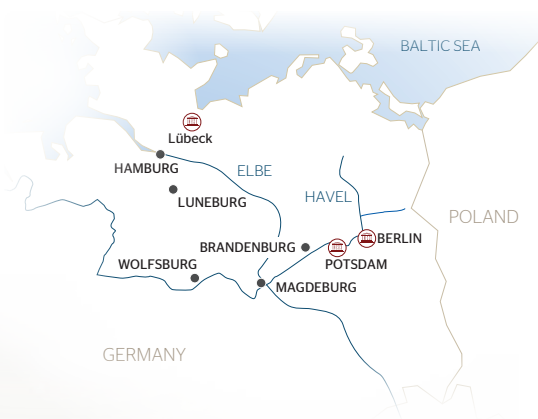 BALTIC SEA
Lübeck
HAMBURG
ELBE
LUNEBURG
HAVEL
POLAND
BRANDENBURG
BERLIN
WOLFSBURG
POTSDAM
MAGDEBURG
GERMANY